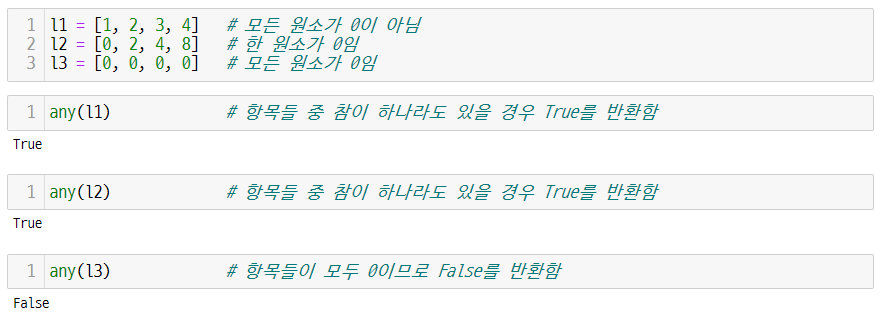 1 l1 = [1, 2, 3, 4] # 모든 원소가 0이 아님
2 l2 = [0, 2, 4, 8] # 한 원소가 0임
3 l3 = [0, 0, 0, 0] # 모든 원소가 0임
1 any(l1) # 항목들 중 참이 하나라도 있을 경우 True를 반환함
True
1 any(l2) # 항목들 중 참이 하나라도 있을 경우 True를 반환함
True
1 any(l3) # 항목들이 모두 0이므로 False를 반환함
False